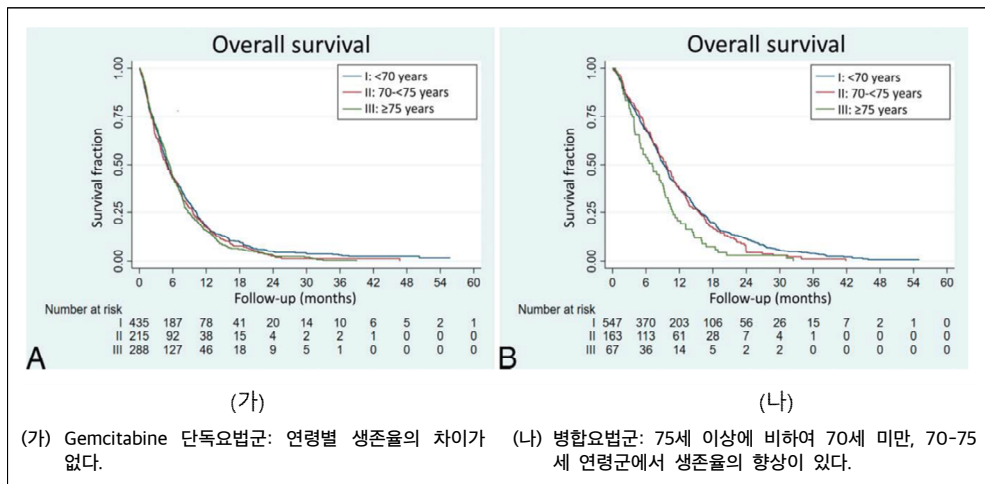 Overall survival
1.00
0.75
0.50
0.25
0.00
Survival fraction
I: <70 years
II: 70-<75 years
III: ≥75 years
0 6 12 18 24 30 36 42 48 54 60
Follow-up (months)
Number at risk
I 435 187 78 41 20 14 10 6 5 2 1
II 215 92 38 15 4 2 2 1 0 0 0
III 288 127 46 18 9 5 1 0 0 0 0
A
Overall survival
1.00
0.75
0.50
0.25
0.00
Survival fraction
I: <70 years
II: 70-<75 years
III: ≥75 years
0 6 12 18 24 30 36 42 48 54 60
Follow-up (months)
Number at risk
I 547 370 203 106 56 26 15 7 2 1 0
II 163 113 61 28 7 4 1 0 0 0 0
III 67 36 14 5 2 2 0 0 0 0 0
B
(가)
(가) Gemcitabine 단독요법군: 연령별 생존율의 차이가
없다.
(나)
(나) 병합요법군: 75세 이상에 비하여 70세 미만, 70-75
세 연령군에서 생존율의 향상이 있다.